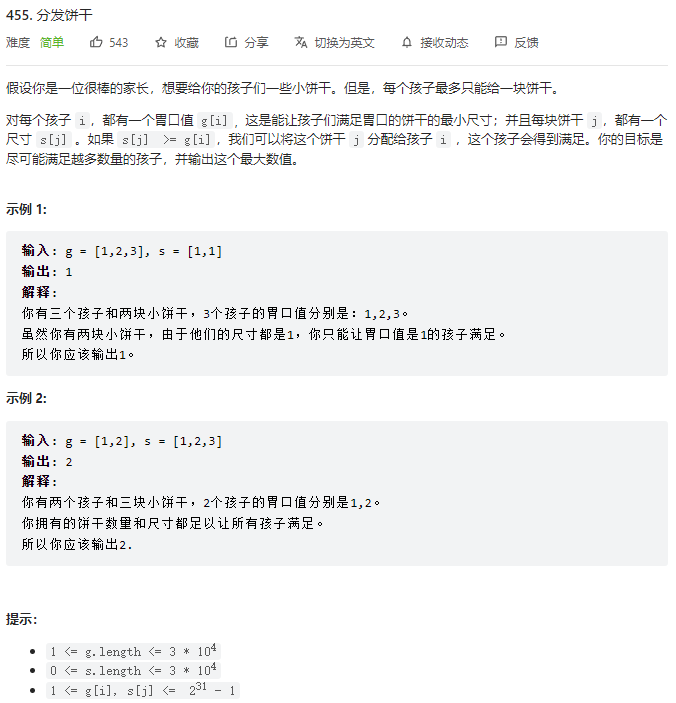 455. 分发饼干
难度 简单 543 收藏 分享 切换为英文 接收动态 反馈
假设你是一位很棒的家长，想要给你的孩子们一些小饼干。但是，每个孩子最多只能给一块饼干。
对每个孩子 i，都有一个胃口值 g[i]，这是能让孩子们满足胃口的饼干的最小尺寸；并且每块饼干 j，都有一个
尺寸 s[j] 。如果 s[j] >= g[i]，我们可以将这个饼干 j 分配给孩子 i ，这个孩子会得到满足。你的目标是
尽可能满足越多数量的孩子，并输出这个最大数值。
示例 1:
输入: g = [1,2,3], s = [1,1]
输出: 1
解释:
你有三个孩子和两块小饼干，3个孩子的胃口值分别是：1,2,3。
虽然你有两块小饼干，由于他们的尺寸都是1，你只能让胃口值是1的孩子满足。
所以你应该输出1。
示例 2:
输入: g = [1,2], s = [1,2,3]
输出: 2
解释:
你有两个孩子和三块小饼干，2个孩子的胃口值分别是1,2。
你拥有的饼干数量和尺寸都足以让所有孩子满足。
所以你应该输出2.
提示：
1 <= g.length <= 3 * 10⁴
0 <= s.length <= 3 * 10⁴
1 <= g[i], s[j] <= 2³¹ - 1